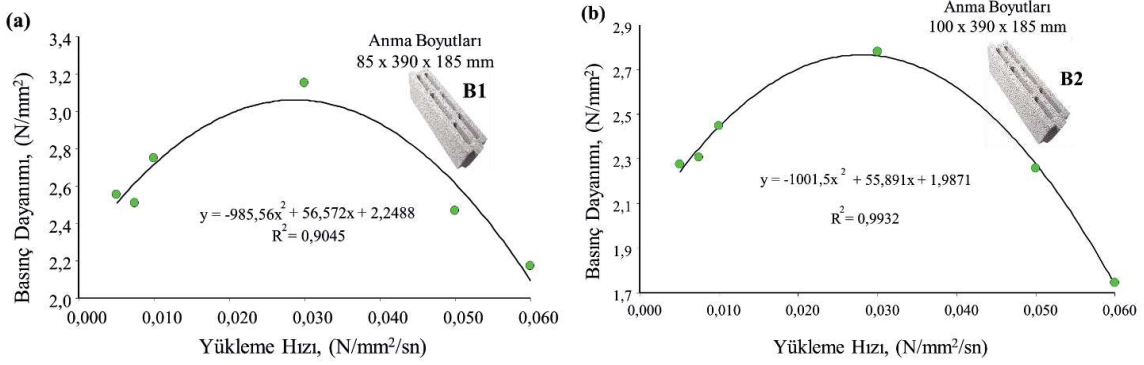 (a)
Anma Boyutları
85 x 390 x 185 mm
B1
3,4
3,2
3,0
2,8
2,6
2,4
2,2
2,0
Basınç Dayanımı, (N/mm²)
y = -985,56x² + 56,572x + 2,2488
R² = 0,9045
0,000 0,010 0,020 0,030 0,040 0,050 0,060
Yükleme Hızı, (N/mm²/sn)
(b)
Anma Boyutları
100 x 390 x 185 mm
B2
2,9
2,7
2,5
2,3
2,1
1,9
1,7
Basınç Dayanımı, (N/mm²)
y = -1001,5x² + 55,891x + 1,9871
R² = 0,9932
0,000 0,010 0,020 0,030 0,040 0,050 0,060
Yükleme Hızı, (N/mm²/sn)